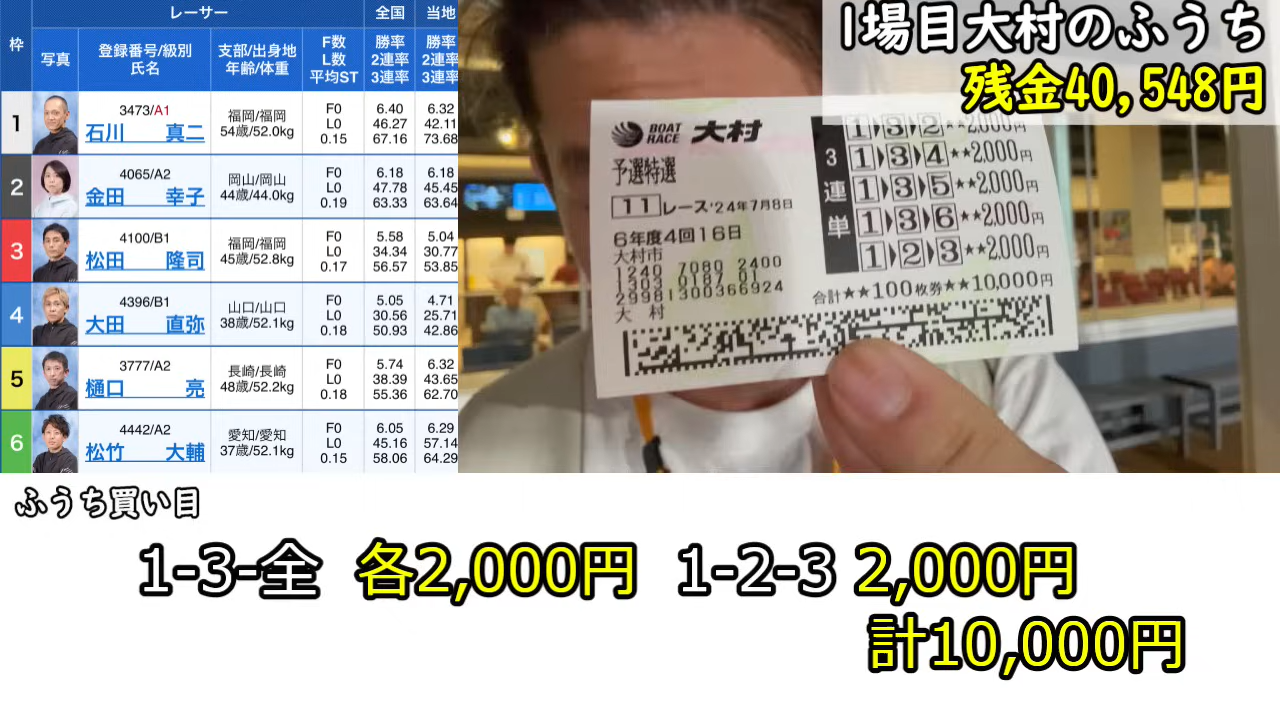 レーサー 全国 当地
枠 写真 登録番号/級別 氏名 支部/出身地 年齢/体重 F数 L数 平均ST 勝率 2連率 3連率 勝率 2連率 3連率
1 3473/A1 石川 真二 福岡/福岡 54歳/52.0kg F0 L0 0.15 6.40 46.27 67.16 6.32 42.11 73.68
2 4065/A2 金田 幸子 岡山/岡山 44歳/44.0kg F0 L0 0.19 6.18 47.78 63.33 6.18 45.45 63.64
3 4100/B1 松田 隆司 福岡/福岡 45歳/52.8kg F0 L0 0.17 5.58 34.34 56.57 5.04 30.77 53.85
4 4396/B1 大田 直弥 山口/山口 38歳/52.1kg F0 L0 0.18 5.05 30.56 50.93 4.71 25.71 42.86
5 3777/A2 樋口 亮 長崎/長崎 48歳/52.2kg F0 L0 0.18 5.74 38.39 55.36 6.32 43.65 62.70
6 4442/A2 松竹 大輔 愛知/愛知 37歳/52.1kg F0 L0 0.15 6.05 45.16 58.06 6.29 57.14 64.29
1場目大村のふうち
残金40,548円
BOAT RACE 大村
予選特選
11レース'24年7月8日
6年度4回16日
大村市
1240 7080 2400
1303 0187 01
29981300366924
大 村
3連単
1▸3▸2★★2,000円
1▸3▸4★★2,000円
1▸3▸5★★2,000円
1▸3▸6★★2,000円
1▸2▸3★★2,000円
合計★★100枚券★★10,000円
ふうち買い目
1-3-全 各2,000円 1-2-3 2,000円
計10,000円